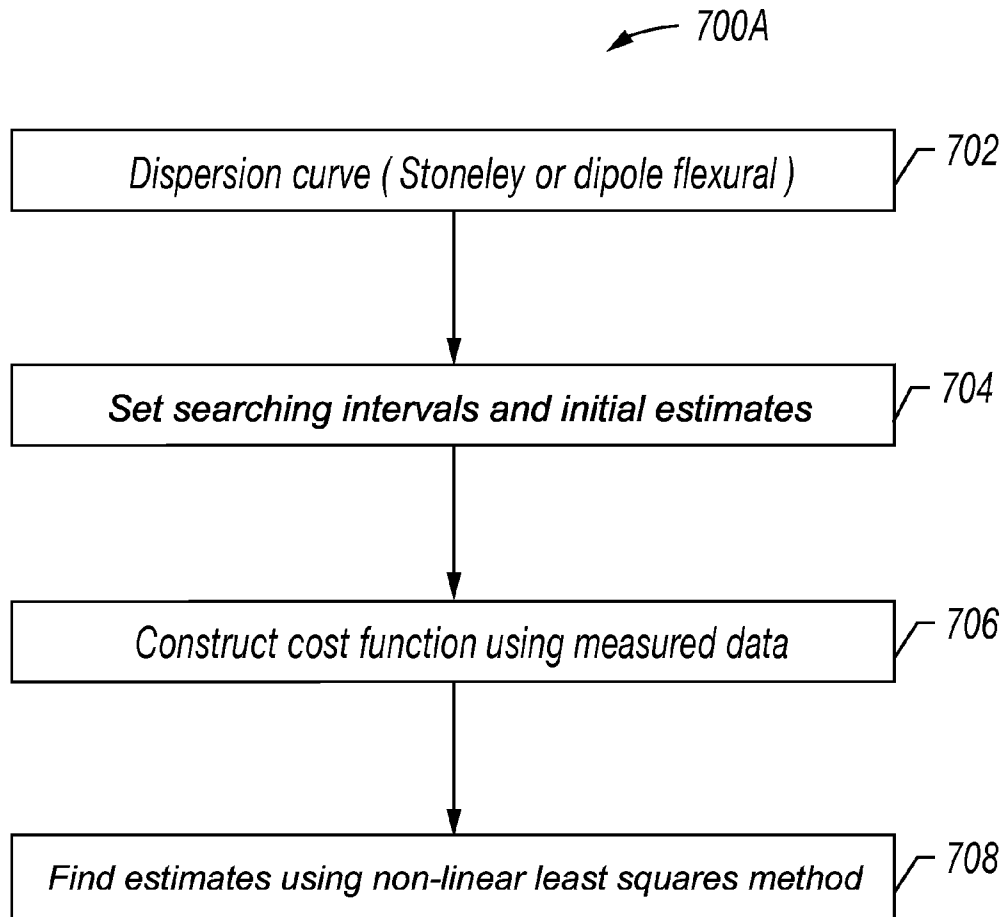 700A
Dispersion curve ( Stoneley or dipole flexural )
702
Set searching intervals and initial estimates
704
Construct cost function using measured data
706
Find estimates using non-linear least squares method
708